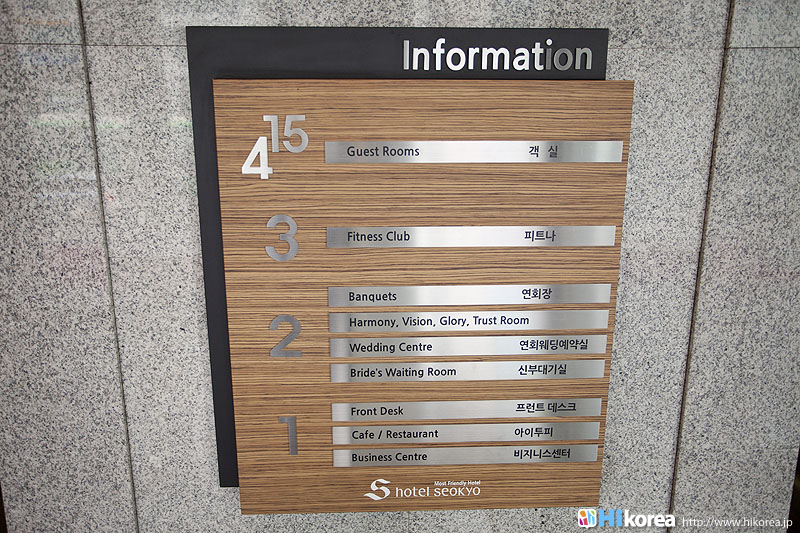 Information
15
4
Guest Rooms 객 실
3
Fitness Club 피트나
2
Banquets 연회장
Harmony, Vision, Glory, Trust Room
Wedding Centre 연회웨딩예약실
Bride's Waiting Room 신부대기실
1
Front Desk 프런트 데스크
Cafe / Restaurant 아이투피
Business Centre 비지니스센터
Most Friendly Hotel
hotel seokyo
Hikorea http://www.hikorea.jp